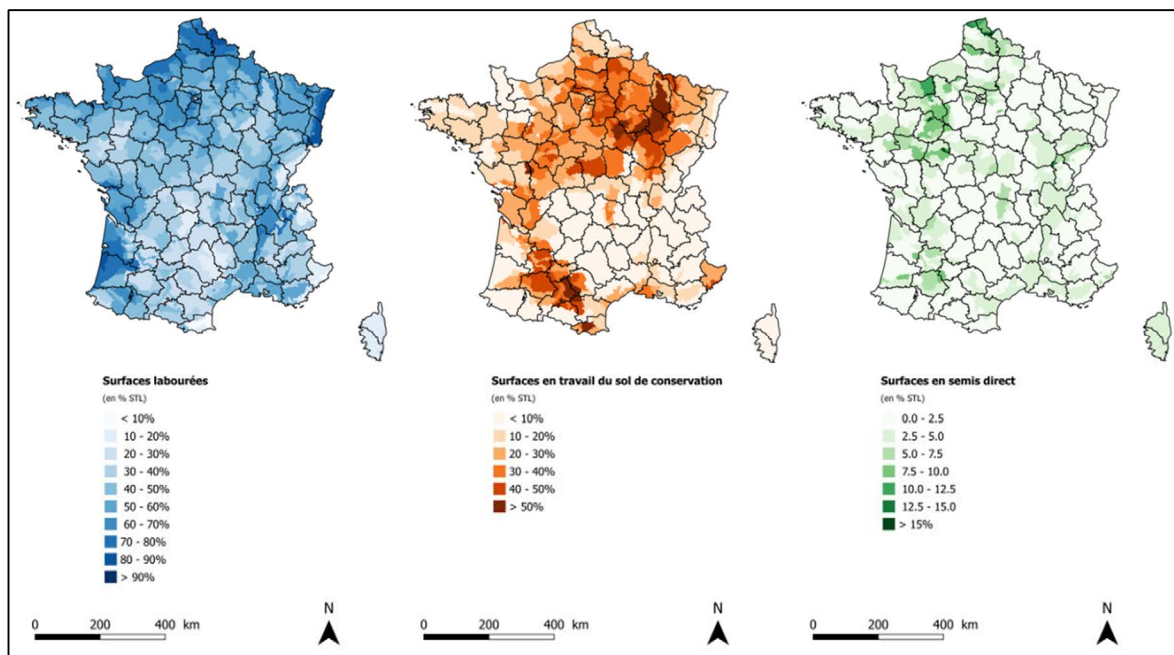 Surfaces labourées
(en % STL)
< 10%
10 - 20%
20 - 30%
30 - 40%
40 - 50%
50 - 60%
60 - 70%
70 - 80%
80 - 90%
> 90%
N
0 200 400 km
Surfaces en travail du sol de conservation
(en % STL)
< 10%
10 - 20%
20 - 30%
30 - 40%
40 - 50%
> 50%
N
0 200 400 km
Surfaces en semis direct
(en % STL)
0.0 - 2.5
2.5 - 5.0
5.0 - 7.5
7.5 - 10.0
10.0 - 12.5
12.5 - 15.0
> 15%
N
0 200 400 km